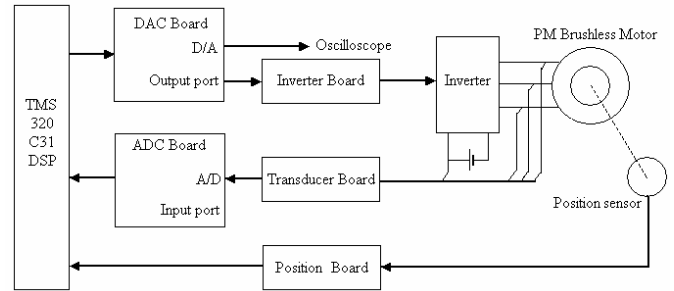 DAC Board
D/A
Oscilloscope
Output port
Inverter Board
Inverter
PM Brushless Motor
TMS
320
C31
DSP
ADC Board
A/D
Input port
Transducer Board
Position sensor
Position Board